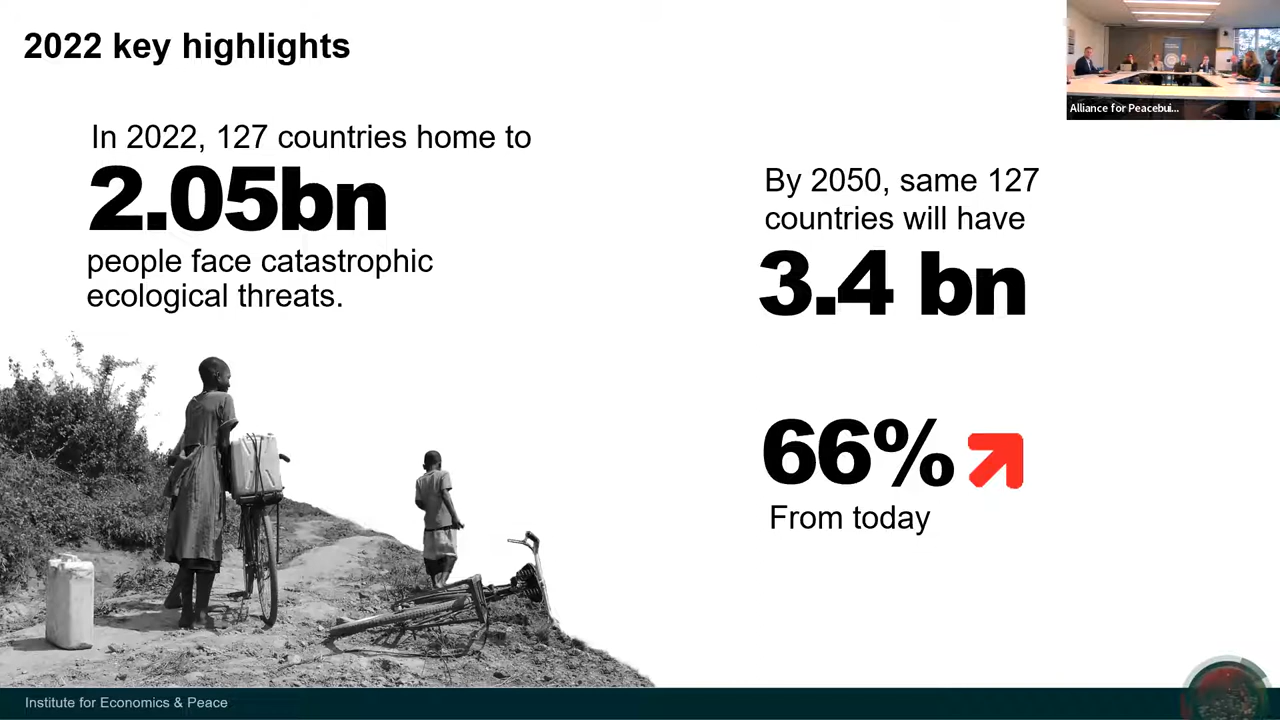 2022 key highlights
Alliance for Peacebui...
In 2022, 127 countries home to
2.05bn
people face catastrophic
ecological threats.
By 2050, same 127
countries will have
3.4 bn
66%
From today
Institute for Economics & Peace